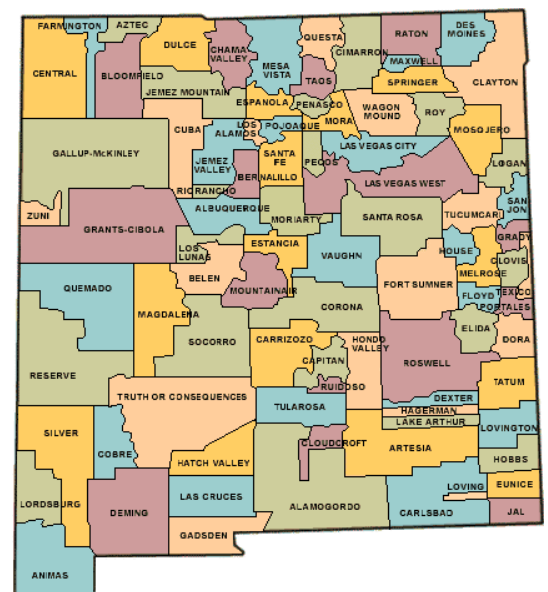 FARMINGTON
AZTEC
DULCE
CHAMA
VALLEY
QUESTA
RATON
DES
MOINES
CIMARRON
MAXWELL
CENTRAL
BLOOMFIELD
MESA
VISTA
TAOS
SPRINGER
CLAYTON
JEMEZ MOUNTAIN
ESPANOLA
PENASCO
WAGON
MOUND
ROY
MORA
CUBA
LOS
ALAMOS
POJOAQUE
MOSQJERO
LAS VEGAS CITY
GALLUP-McKINLEY
JEMEZ
VALLEY
SANTA
FE
PECOS
LOGAN
BERNALILLO
RIO RANCHO
LAS VEGAS WEST
SAN
JON
ZUNI
ALBUQUERQUE
MORIARTY
SANTA ROSA
TUCUMCARI
GRANTS-CIBOLA
GRADY
LOS
LUNAS
ESTANCIA
VAUGHN
HOUSE
CLOVIS
BELEN
MELROSE
QUEMADO
MOUNTAINAIR
FORT SUMNER
FLOYD
TEXICO
PORTALES
MAGDALENA
CORONA
ELIDA
SOCORRO
CARRIZOZO
HONDO
VALLEY
DORA
CAPITAN
ROSWELL
RESERVE
RUIDOSO
TATUM
TRUTH OR CONSEQUENCES
DEXTER
TULAROSA
HAGERMAN
LAKE ARTHUR
LOVINGTON
SILVER
CLOUDCROFT
ARTESIA
COBRE
HATCH VALLEY
HOBBS
LORDSBURG
LAS CRUCES
LOVING
EUNICE
DEMING
ALAMOGORDO
CARLSBAD
JAL
GADSDEN
ANIMAS